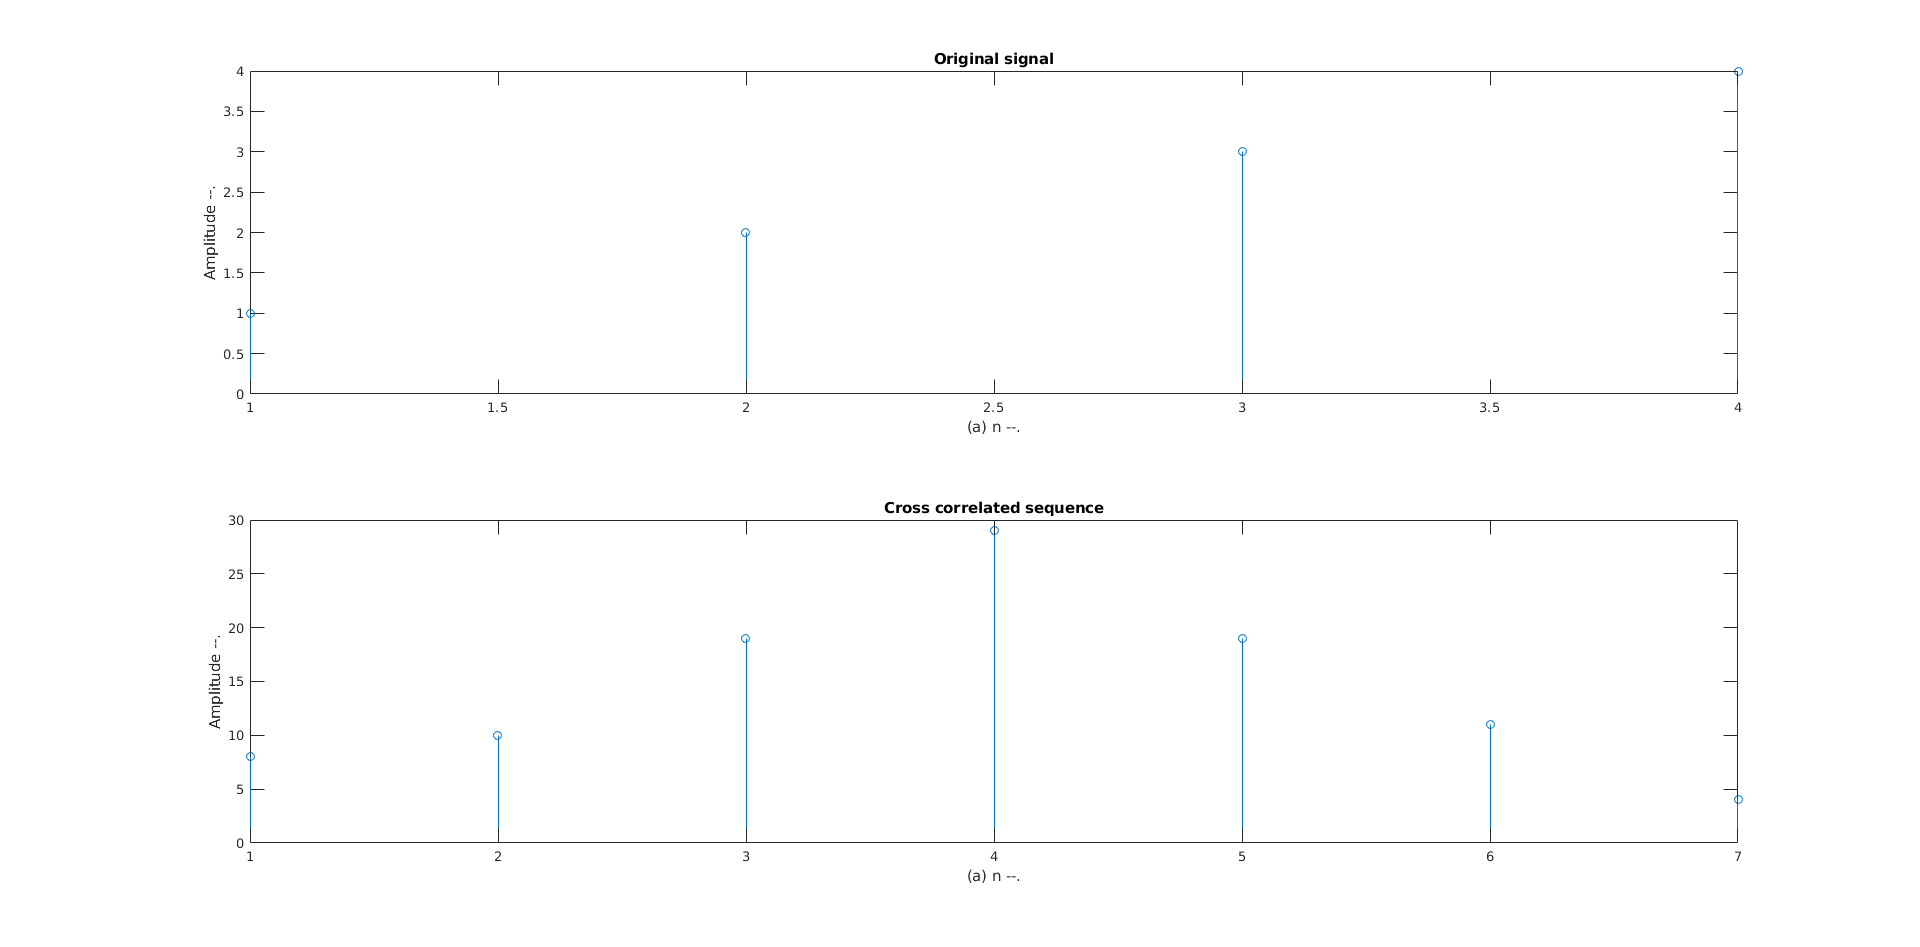 Original signal
4
3.5
3
2.5
2
1.5
1
0.5
0
Amplitude --.
1 1.5 2 2.5 3 3.5 4
(a) n --.
Cross correlated sequence
30
25
20
15
10
5
0
Amplitude --.
1 2 3 4 5 6 7
(a) n --.